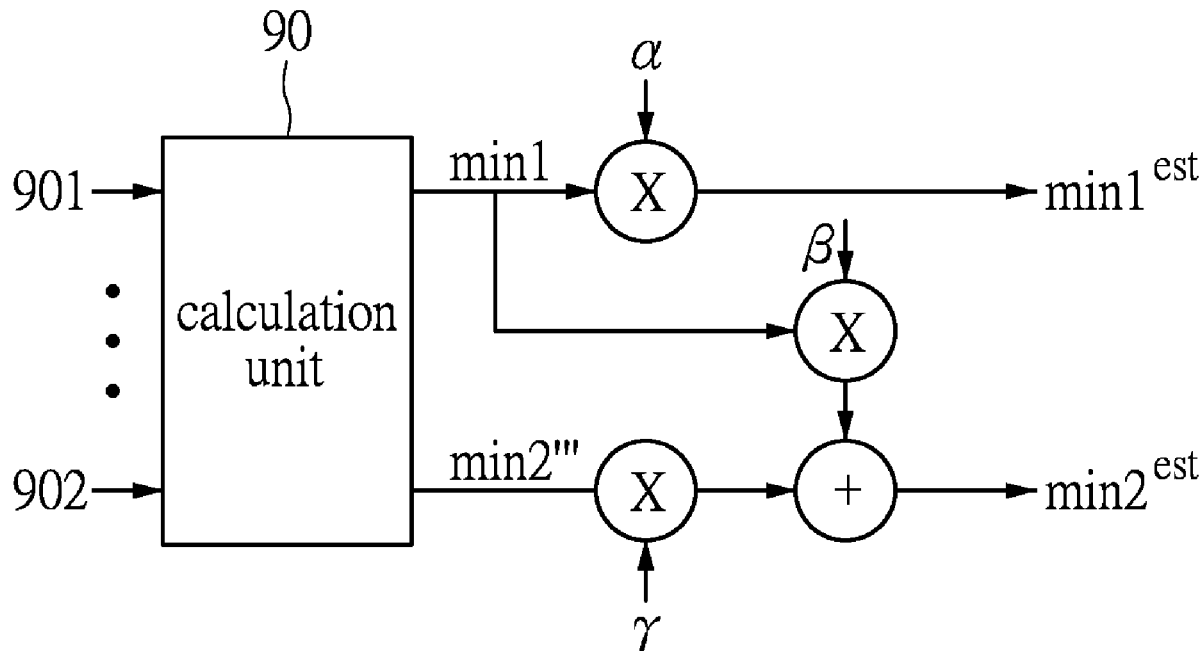 90
α
901
min1
X
min1^est
β
X
calculation
unit
902
min2'''
X
+
min2^est
γ